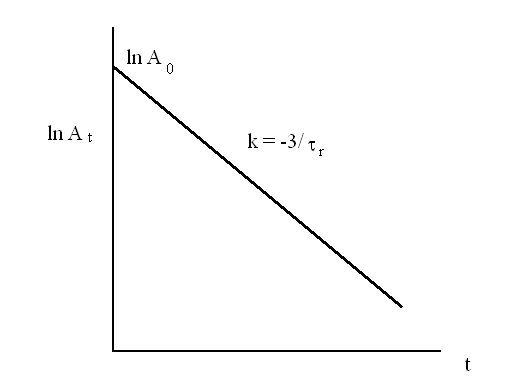 ln A 0
ln A t
k = -3/ τ r
t